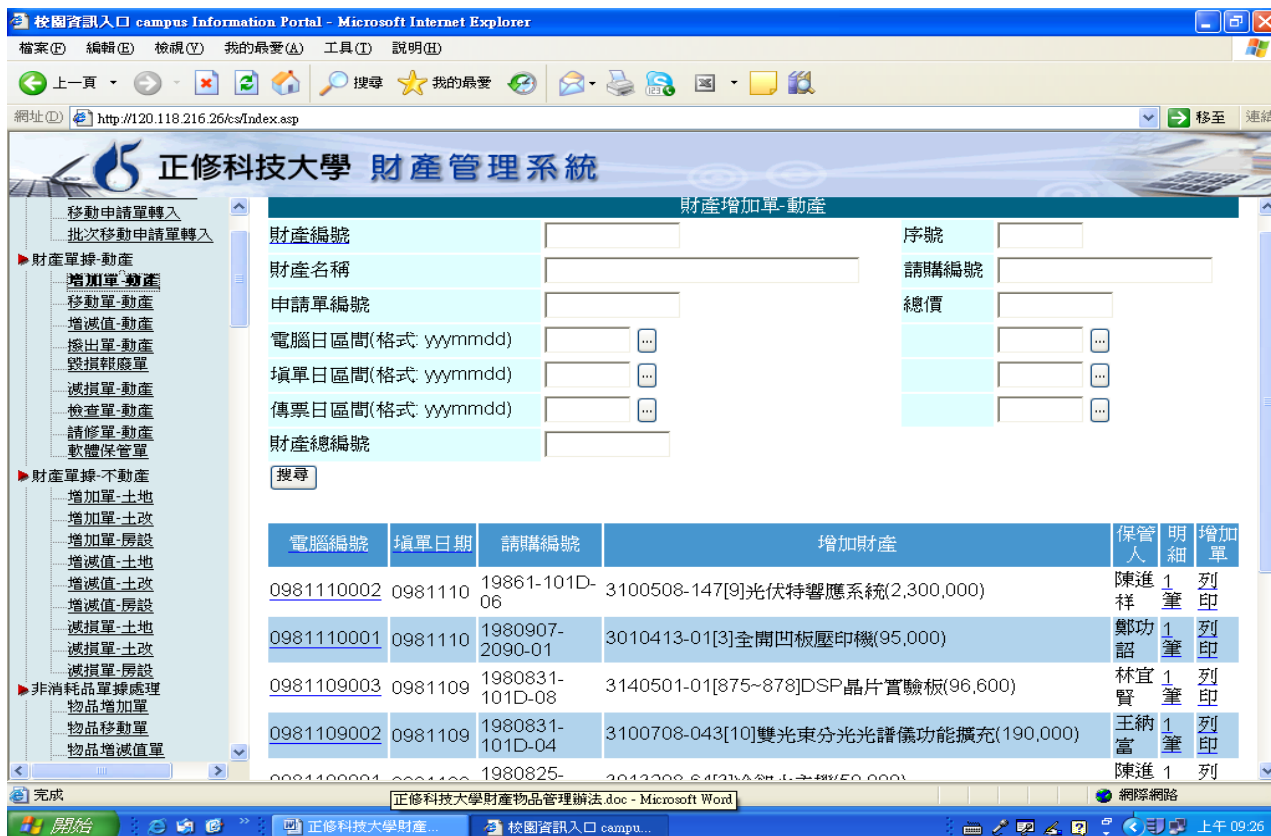 校園資訊入口 campus Information Portal - Microsoft Internet Explorer
檔案(F) 編輯(E) 檢視(V) 我的最愛(A) 工具(T) 說明(H)
上一頁 搜尋 我的最愛
網址(D) http://120.118.216.26/cs/Index.asp 移至 連結
正修科技大學 財產管理系統
移動申請單轉入
批次移動申請單轉入
財產單據-動產
增加單-動產
移動單-動產
增減值-動產
撥出單-動產
毀損報廢單
減損單-動產
檢查單-動產
請修單-動產
軟體保管單
財產單據-不動產
增加單-土地
增加單-土改
增加單-房設
增減值-土地
增減值-土改
增減值-房設
減損單-土地
減損單-土改
減損單-房設
非消耗品單據處理
物品增加單
物品移動單
物品增減值單
財產增加單-動產
財產編號 序號
財產名稱 請購編號
申請單編號 總價
電腦日區間(格式: yyymmdd) ... ...
填單日區間(格式: yyymmdd) ... ...
傳票日區間(格式: yyymmdd) ... ...
財產總編號
搜尋
電腦編號 填單日期 請購編號 增加財產 保管人 明細 增加單
0981110002 0981110 19861-101D-06 3100508-147[9]光伏特響應系統(2,300,000) 陳進祥 1筆 列印
0981110001 0981110 1980907-2090-01 3010413-01[3]全開凹板壓印機(95,000) 鄭功詔 1筆 列印
0981109003 0981109 1980831-101D-08 3140501-01[875~878]DSP晶片實驗板(96,600) 林宜賢 1筆 列印
0981109002 0981109 1980831-101D-04 3100708-043[10]雙光束分光光譜儀功能擴充(190,000) 王納富 1筆 列印
1980825- 陳進 1 列
完成 正修科技大學財產物品管理辦法.doc - Microsoft Word 網際網路
開始 正修科技大學財產... 校園資訊入口 campu... 上午 09:26